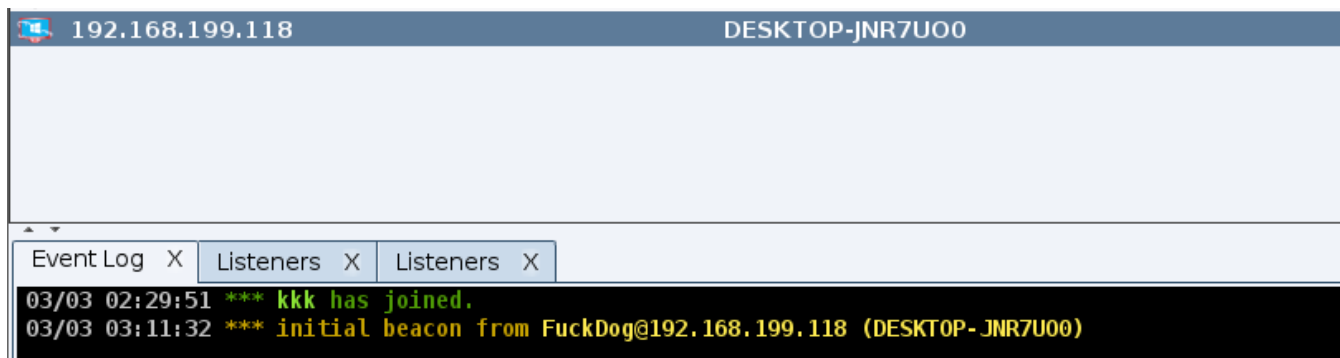 192.168.199.118 DESKTOP-JNR7UO0
Event Log X Listeners X Listeners X
03/03 02:29:51 *** kkk has joined.
03/03 03:11:32 *** initial beacon from FuckDog@192.168.199.118 (DESKTOP-JNR7UO0)